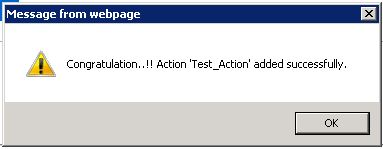 Message from webpage
Congratulation..!! Action 'Test_Action' added successfully.
OK